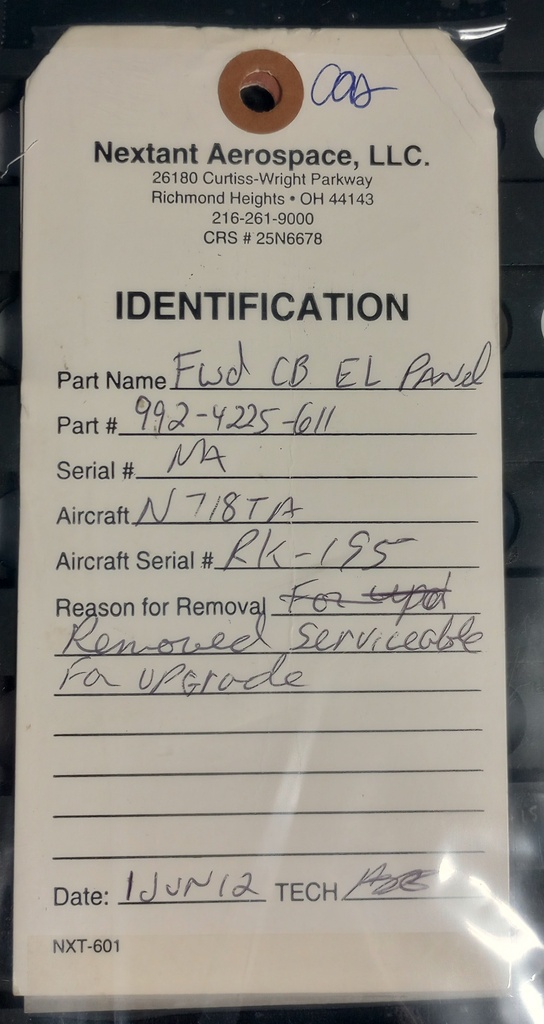 Nextant Aerospace, LLC.
26180 Curtiss-Wright Parkway
Richmond Heights • OH 44143
216-261-9000
CRS # 25N6678
IDENTIFICATION
Part Name Fwd CB EL Panel
Part # 992-4225-611
Serial # NA
Aircraft N718TA
Aircraft Serial # RK-195
Reason for Removal For upd
Removed Serviceable
For upgrade
Date: 1JUN12 TECH
NXT-601